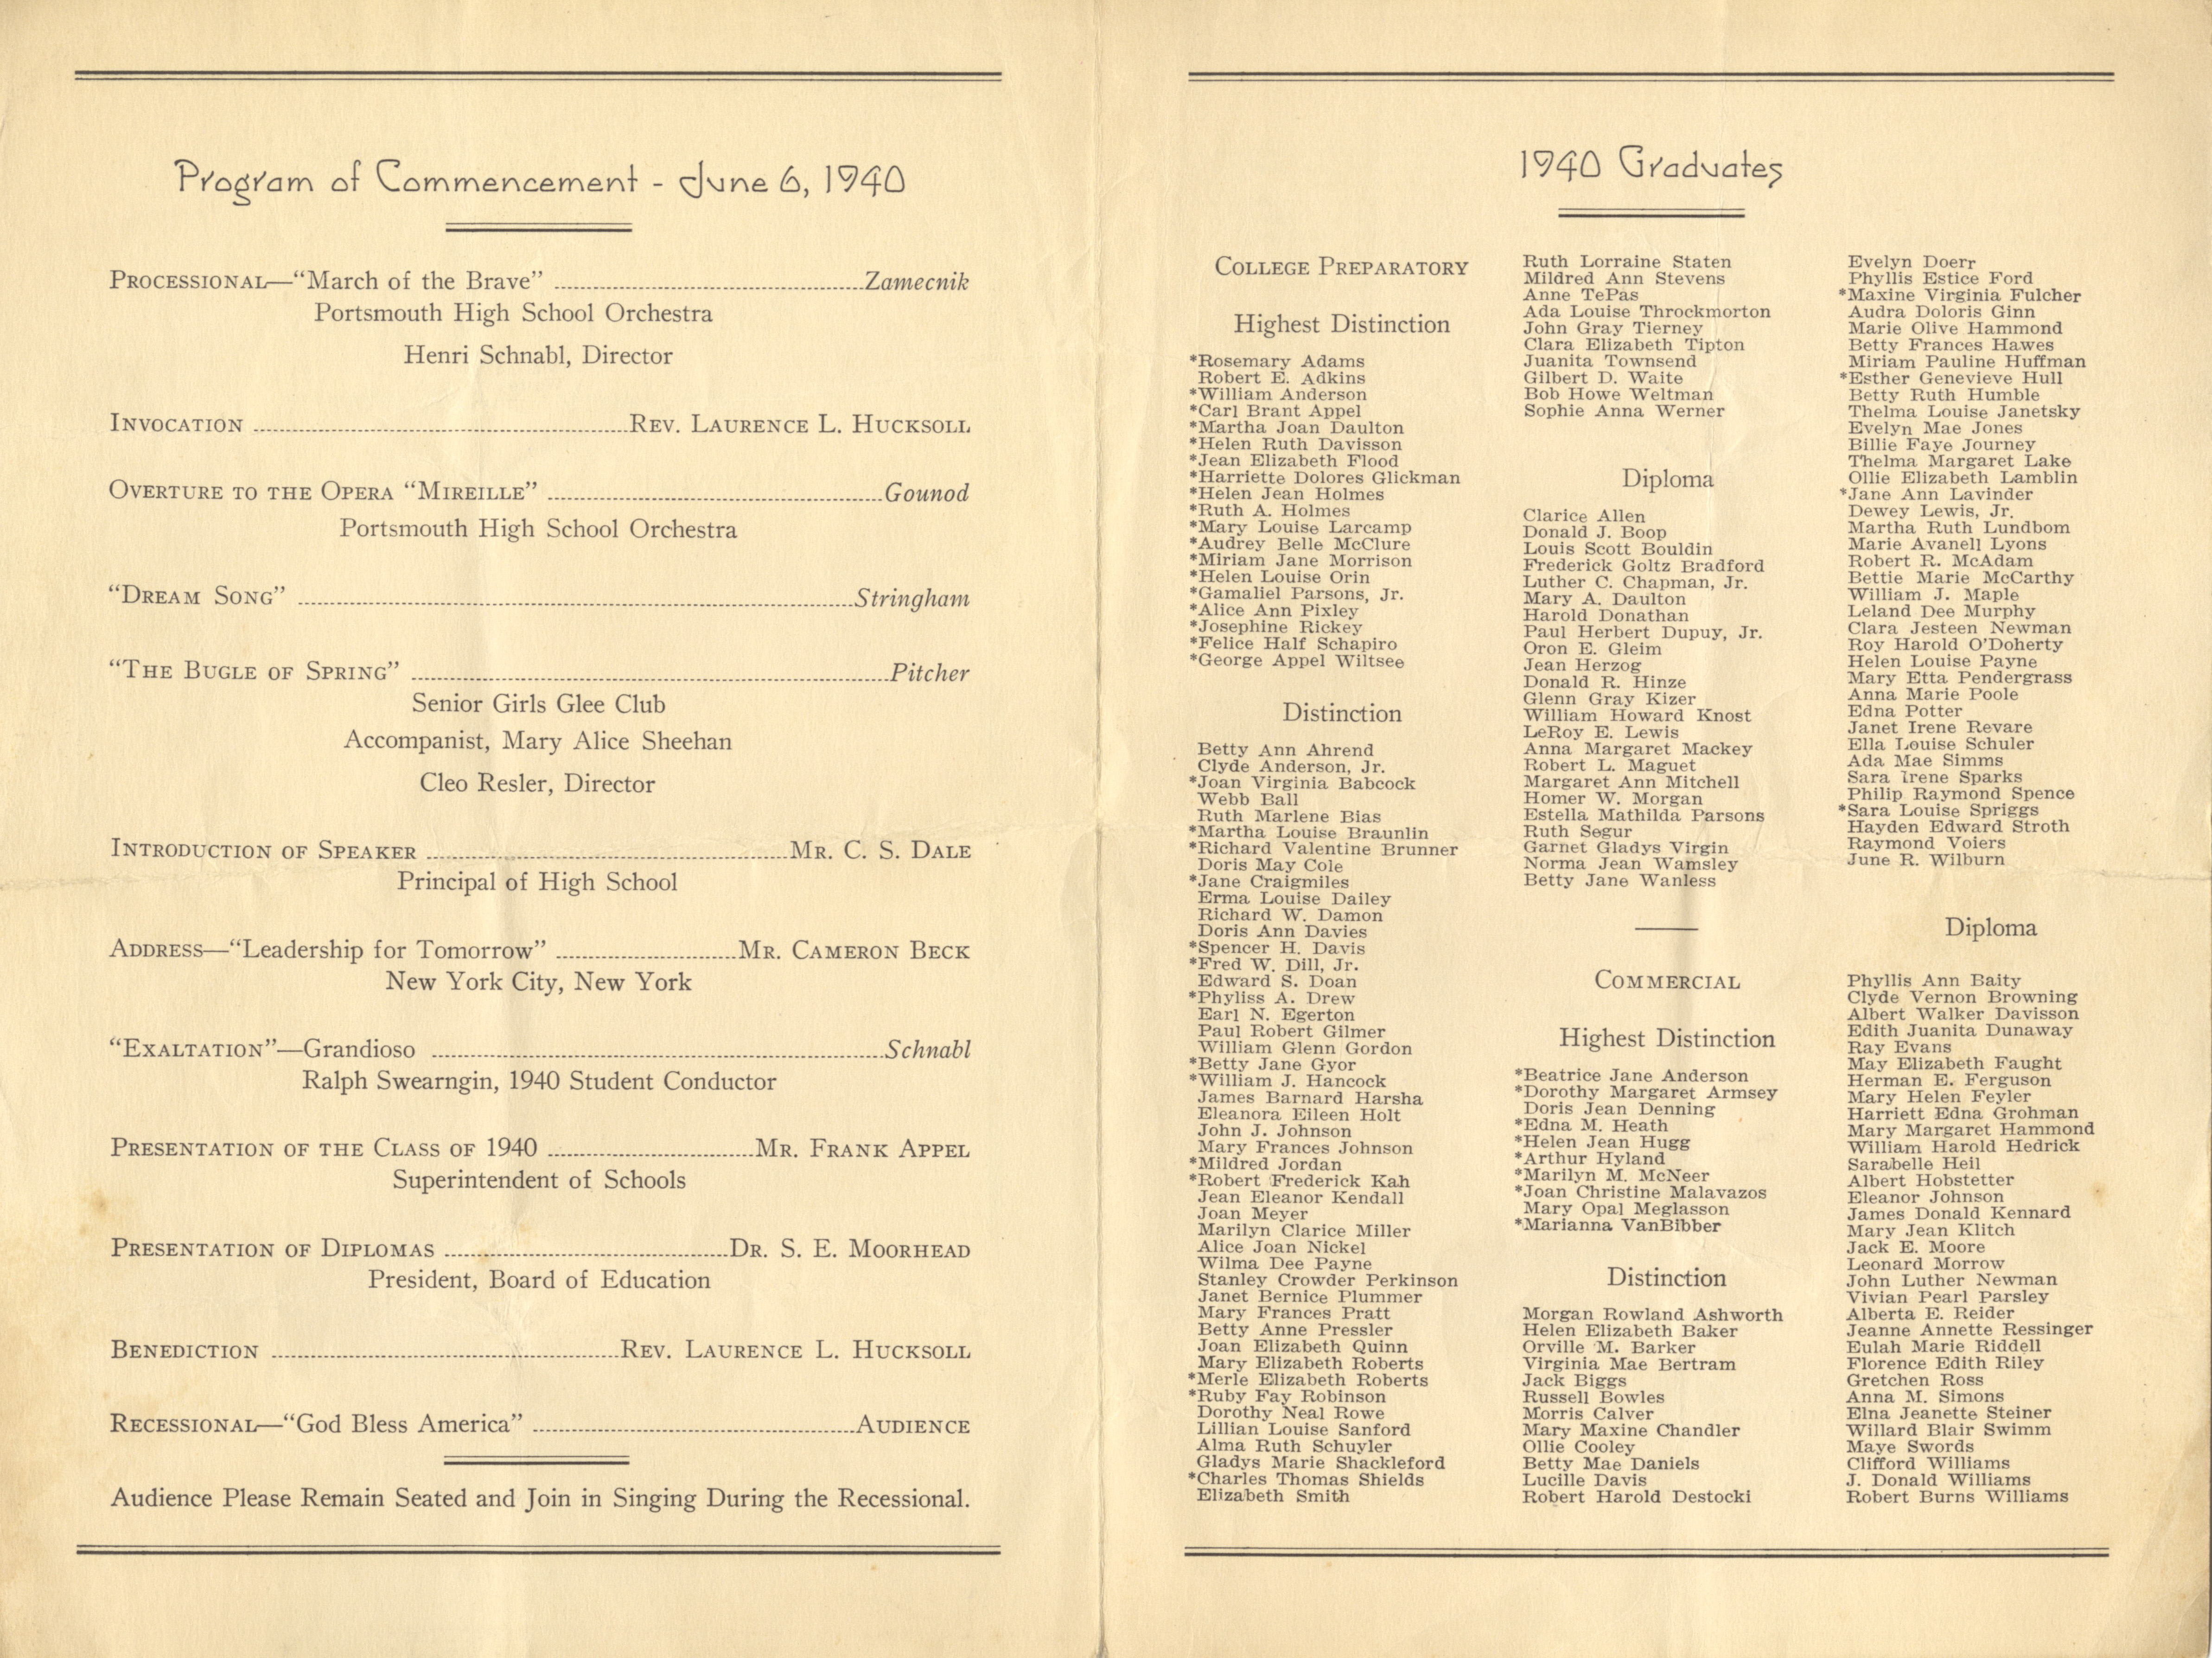 Program of Commencement - June 6, 1940
PROCESSIONAL—“March of the Brave” ........ Zamecnik
Portsmouth High School Orchestra
Henri Schnabl, Director
INVOCATION ........ REV. LAURENCE L. HUCKSOLL
OVERTURE TO THE OPERA “MIREILLE” ........ Gounod
Portsmouth High School Orchestra
“DREAM SONG” ........ Stringham
“THE BUGLE OF SPRING” ........ Pitcher
Senior Girls Glee Club
Accompanist, Mary Alice Sheehan
Cleo Resler, Director
INTRODUCTION OF SPEAKER ........ MR. C. S. DALE
Principal of High School
ADDRESS—“Leadership for Tomorrow” ........ MR. CAMERON BECK
New York City, New York
“EXALTATION”—Grandioso ........ Schnabl
Ralph Swearngin, 1940 Student Conductor
PRESENTATION OF THE CLASS OF 1940 ........ MR. FRANK APPEL
Superintendent of Schools
PRESENTATION OF DIPLOMAS ........ DR. S. E. MOORHEAD
President, Board of Education
BENEDICTION ........ REV. LAURENCE L. HUCKSOLL
RECESSIONAL—“God Bless America” ........ AUDIENCE
Audience Please Remain Seated and Join in Singing During the Recessional.
1940 Graduates
COLLEGE PREPARATORY
Highest Distinction
*Rosemary Adams
Robert E. Adkins
*William Anderson
*Carl Brant Appel
*Martha Joan Daulton
*Helen Ruth Davisson
*Jean Elizabeth Flood
*Harriette Dolores Glickman
*Helen Jean Holmes
*Ruth A. Holmes
*Mary Louise Larcamp
*Audrey Belle McClure
*Miriam Jane Morrison
*Helen Louise Orin
*Gamaliel Parsons, Jr.
*Alice Ann Pixley
*Josephine Rickey
*Felice Half Schapiro
*George Appel Wiltsee
Distinction
Betty Ann Ahrend
Clyde Anderson, Jr.
*Joan Virginia Babcock
Webb Ball
Ruth Marlene Bias
*Martha Louise Braunlin
*Richard Valentine Brunner
Doris May Cole
*Jane Craigmiles
Erma Louise Dailey
Richard W. Damon
Doris Ann Davies
*Spencer H. Davis
*Fred W. Dill, Jr.
Edward S. Doan
*Phyliss A. Drew
Earl N. Egerton
Paul Robert Gilmer
William Glenn Gordon
*Betty Jane Gyor
*William J. Hancock
James Barnard Harsha
Eleanora Eileen Holt
John J. Johnson
Mary Frances Johnson
*Mildred Jordan
*Robert Frederick Kah
Jean Eleanor Kendall
Joan Meyer
Marilyn Clarice Miller
Alice Joan Nickel
Wilma Dee Payne
Stanley Crowder Perkinson
Janet Bernice Plummer
Mary Frances Pratt
Betty Anne Pressler
Joan Elizabeth Quinn
Mary Elizabeth Roberts
*Merle Elizabeth Roberts
*Ruby Fay Robinson
Dorothy Neal Rowe
Lillian Louise Sanford
Alma Ruth Schuyler
Gladys Marie Shackleford
*Charles Thomas Shields
Elizabeth Smith
Ruth Lorraine Staten
Mildred Ann Stevens
Anne TePas
Ada Louise Throckmorton
John Gray Tierney
Clara Elizabeth Tipton
Juanita Townsend
Gilbert D. Waite
Bob Howe Weltman
Sophie Anna Werner
Diploma
Clarice Allen
Donald J. Boop
Louis Scott Bouldin
Frederick Goltz Bradford
Luther C. Chapman, Jr.
Mary A. Daulton
Harold Donathan
Paul Herbert Dupuy, Jr.
Oron E. Gleim
Jean Herzog
Donald R. Hinze
Glenn Gray Kizer
William Howard Knost
LeRoy E. Lewis
Anna Margaret Mackey
Robert L. Maguet
Margaret Ann Mitchell
Homer W. Morgan
Estella Mathilda Parsons
Ruth Segur
Garnet Gladys Virgin
Norma Jean Wamsley
Betty Jane Wanless
COMMERCIAL
Highest Distinction
*Beatrice Jane Anderson
*Dorothy Margaret Armsey
Doris Jean Denning
*Edna M. Heath
*Helen Jean Hugg
*Arthur Hyland
*Marilyn M. McNeer
*Joan Christine Malavazos
Mary Opal Meglasson
*Marianna VanBibber
Distinction
Morgan Rowland Ashworth
Helen Elizabeth Baker
Orville M. Barker
Virginia Mae Bertram
Jack Biggs
Russell Bowles
Morris Calver
Mary Maxine Chandler
Ollie Cooley
Betty Mae Daniels
Lucille Davis
Robert Harold Destocki
Evelyn Doerr
Phyllis Estice Ford
*Maxine Virginia Fulcher
Audra Doloris Ginn
Marie Olive Hammond
Betty Frances Hawes
Miriam Pauline Huffman
*Esther Genevieve Hull
Betty Ruth Humble
Thelma Louise Janetsky
Evelyn Mae Jones
Billie Faye Journey
Thelma Margaret Lake
Ollie Elizabeth Lamblin
*Jane Ann Lavinder
Dewey Lewis, Jr.
Martha Ruth Lundbom
Marie Avanell Lyons
Robert R. McAdam
Bettie Marie McCarthy
William J. Maple
Leland Dee Murphy
Clara Jesteen Newman
Roy Harold O’Doherty
Helen Louise Payne
Mary Etta Pendergrass
Anna Marie Poole
Edna Potter
Janet Irene Revare
Ella Louise Schuler
Ada Mae Simms
Sara Irene Sparks
Philip Raymond Spence
*Sara Louise Spriggs
Hayden Edward Stroth
Raymond Voiers
June R. Wilburn
Diploma
Phyllis Ann Baity
Clyde Vernon Browning
Albert Walker Davisson
Edith Juanita Dunaway
Ray Evans
May Elizabeth Faught
Herman E. Ferguson
Mary Helen Feyler
Harriett Edna Grohman
Mary Margaret Hammond
William Harold Hedrick
Sarabelle Heil
Albert Hobstetter
Eleanor Johnson
James Donald Kennard
Mary Jean Klitch
Jack E. Moore
Leonard Morrow
John Luther Newman
Vivian Pearl Parsley
Alberta E. Reider
Jeanne Annette Ressinger
Eulah Marie Riddell
Florence Edith Riley
Gretchen Ross
Anna M. Simons
Elna Jeanette Steiner
Willard Blair Swimm
Maye Swords
Clifford Williams
J. Donald Williams
Robert Burns Williams